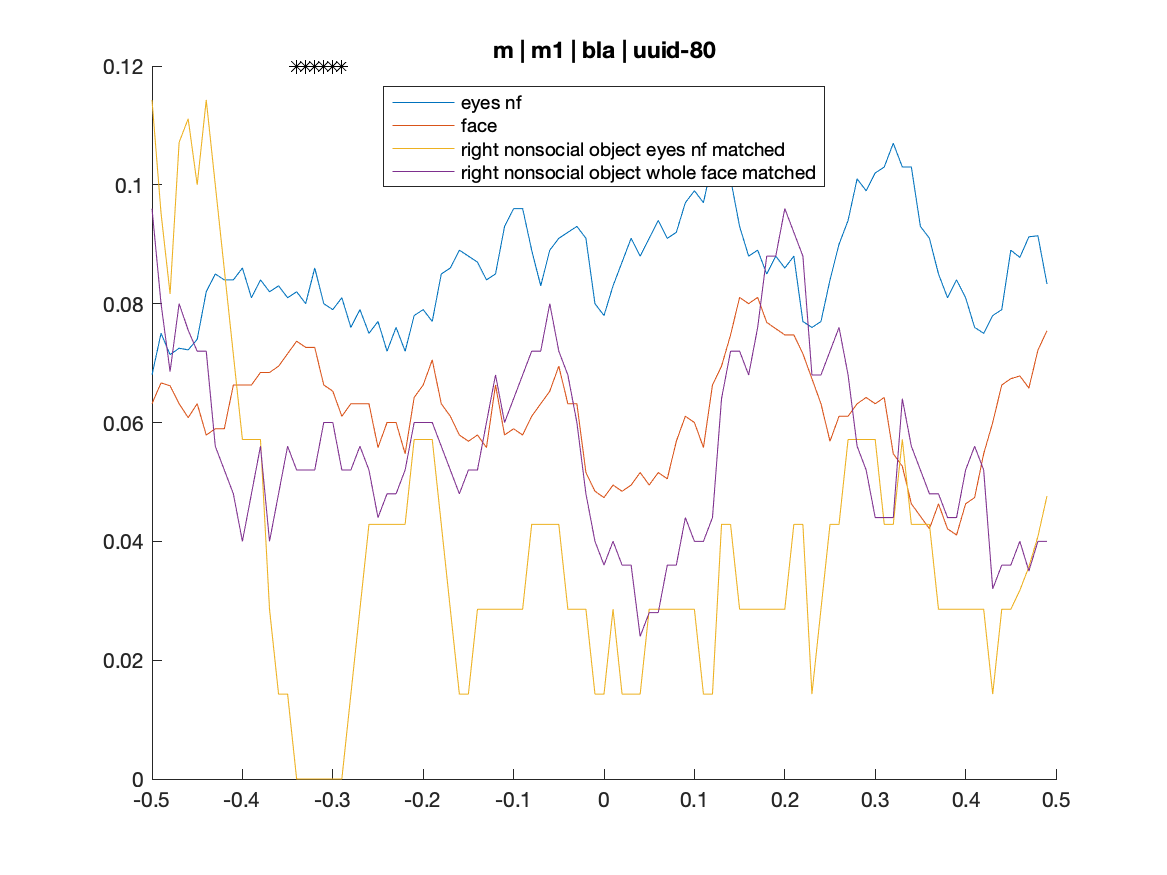 m | m1 | bla | uuid-80
eyes nf
face
right nonsocial object eyes nf matched
right nonsocial object whole face matched
0.12
0.1
0.08
0.06
0.04
0.02
0
-0.5 -0.4 -0.3 -0.2 -0.1 0 0.1 0.2 0.3 0.4 0.5